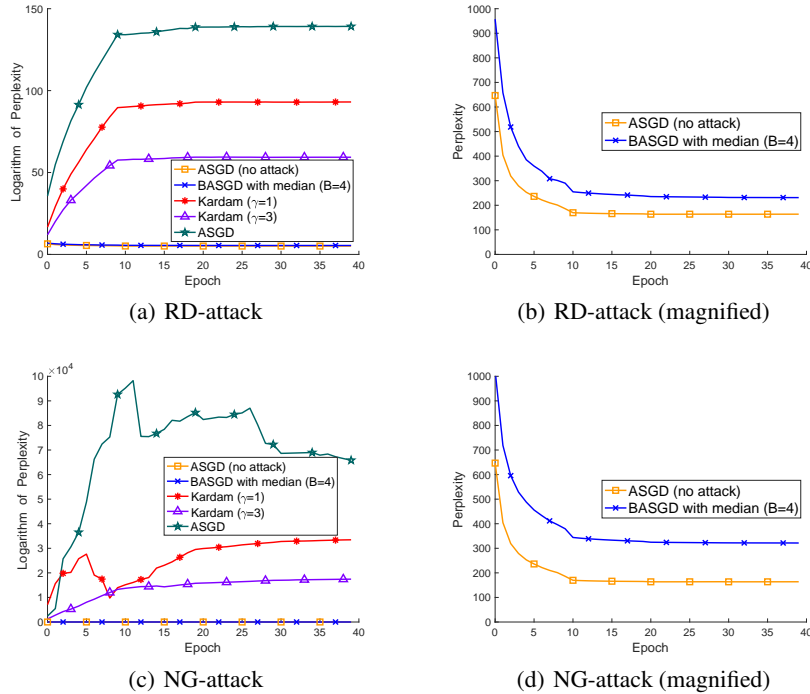 150
100
50
0
0 5 10 15 20 25 30 35 40
Epoch
Logarithm of Perplexity
ASGD (no attack)
BASGD with median (B=4)
Kardam (γ=1)
Kardam (γ=3)
ASGD
(a) RD-attack
1000
900
800
700
600
500
400
300
200
100
0
0 5 10 15 20 25 30 35 40
Epoch
Perplexity
ASGD (no attack)
BASGD with median (B=4)
(b) RD-attack (magnified)
×10⁴
10
9
8
7
6
5
4
3
2
1
0
0 5 10 15 20 25 30 35 40
Epoch
Logarithm of Perplexity
ASGD (no attack)
BASGD with median (B=4)
Kardam (γ=1)
Kardam (γ=3)
ASGD
(c) NG-attack
1000
900
800
700
600
500
400
300
200
100
0
0 5 10 15 20 25 30 35 40
Epoch
Perplexity
ASGD (no attack)
BASGD with median (B=4)
(d) NG-attack (magnified)